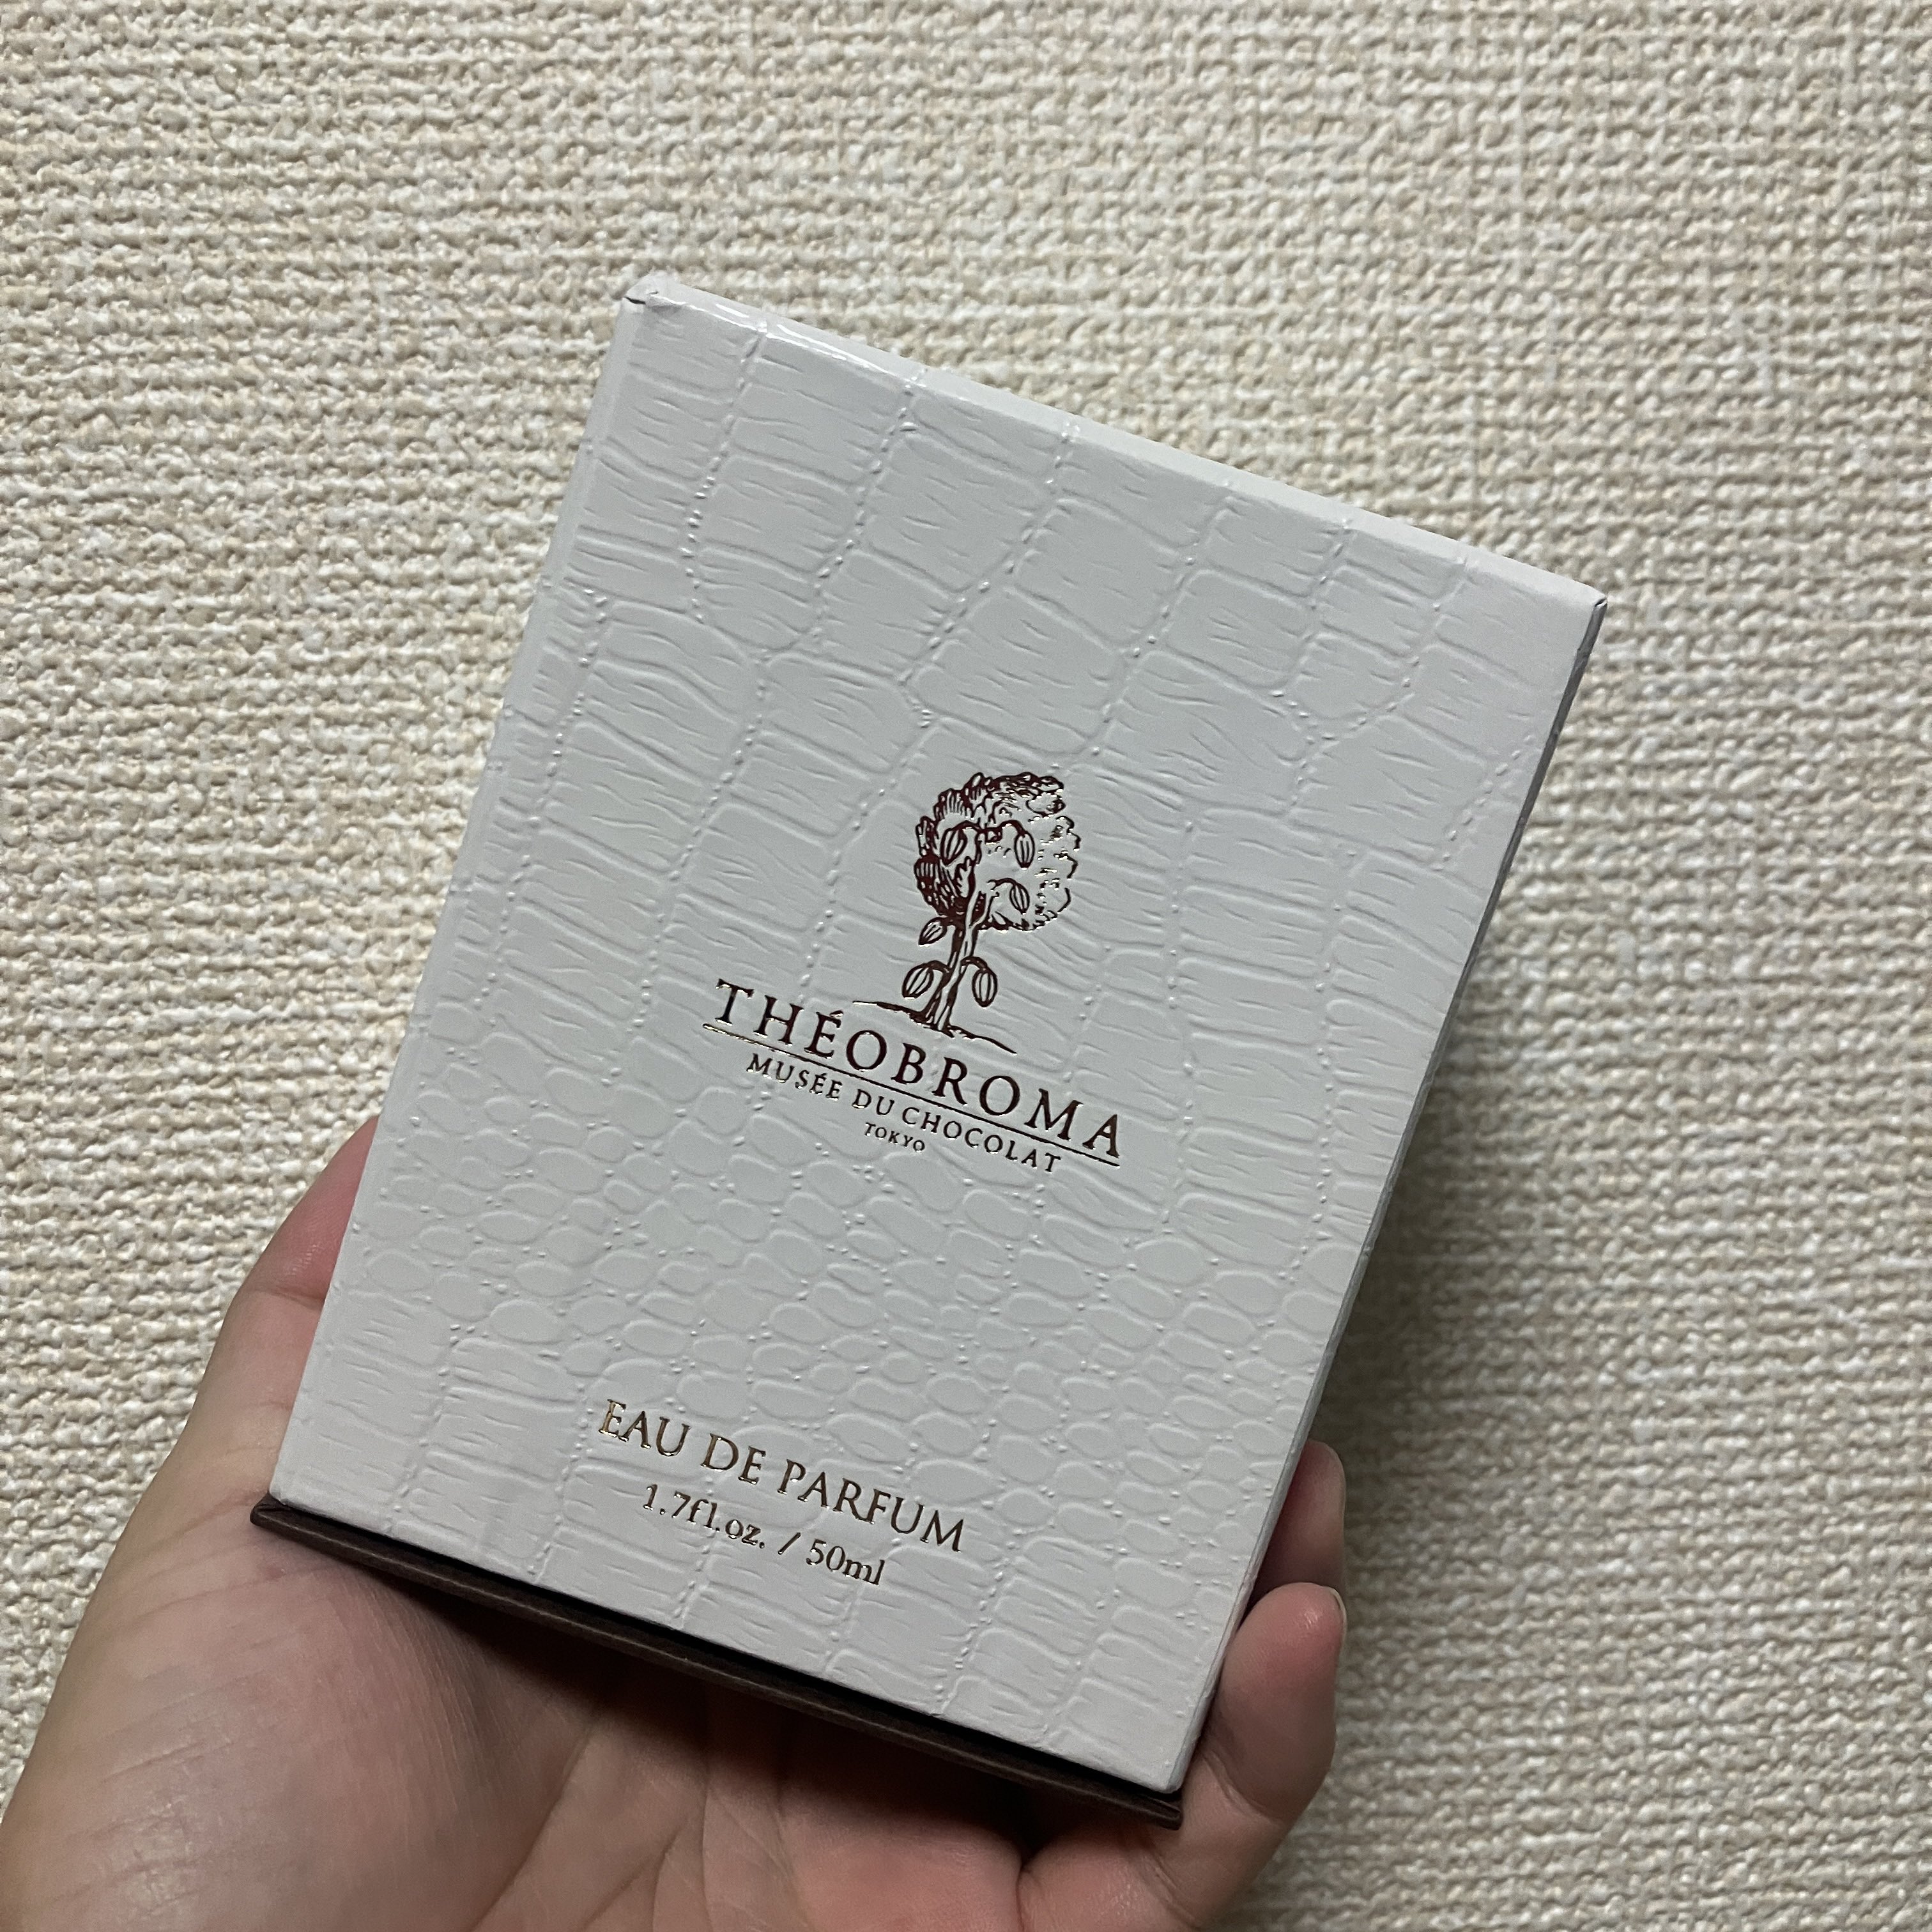 THÉOBROMA
MUSÉE DU CHOCOLAT
TOKYO
EAU DE PARFUM
1.7fl.oz. / 50ml